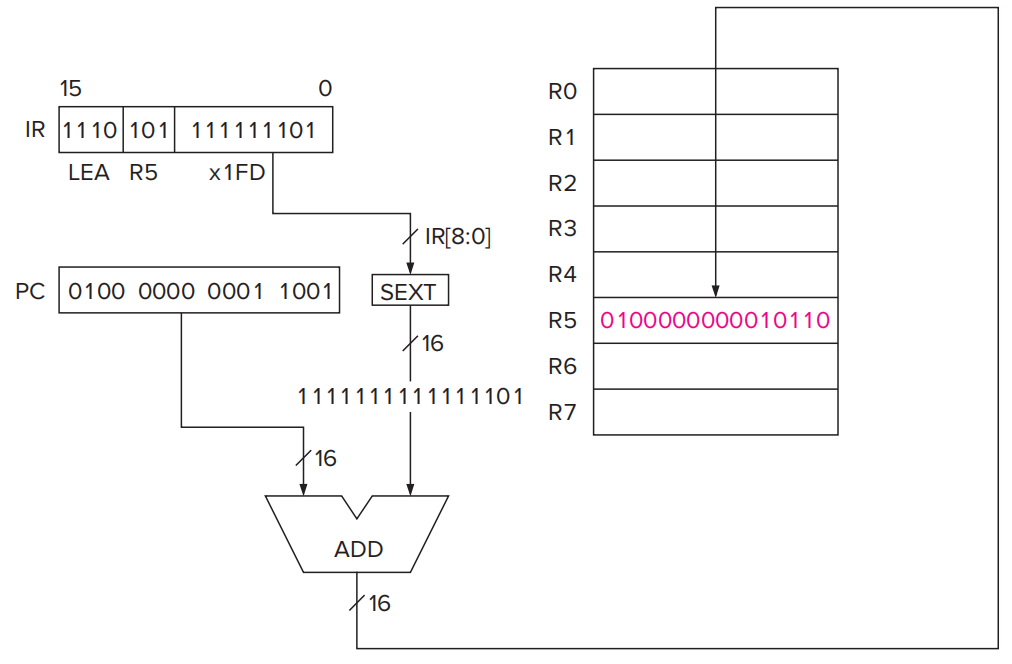 15 0
IR 1110 101 111111101
LEA R5 x1FD
IR[8:0]
PC 0100 0000 0001 1001
SEXT
16
1111111111111101
16
ADD
16
R0
R1
R2
R3
R4
R5 0100000000010110
R6
R7